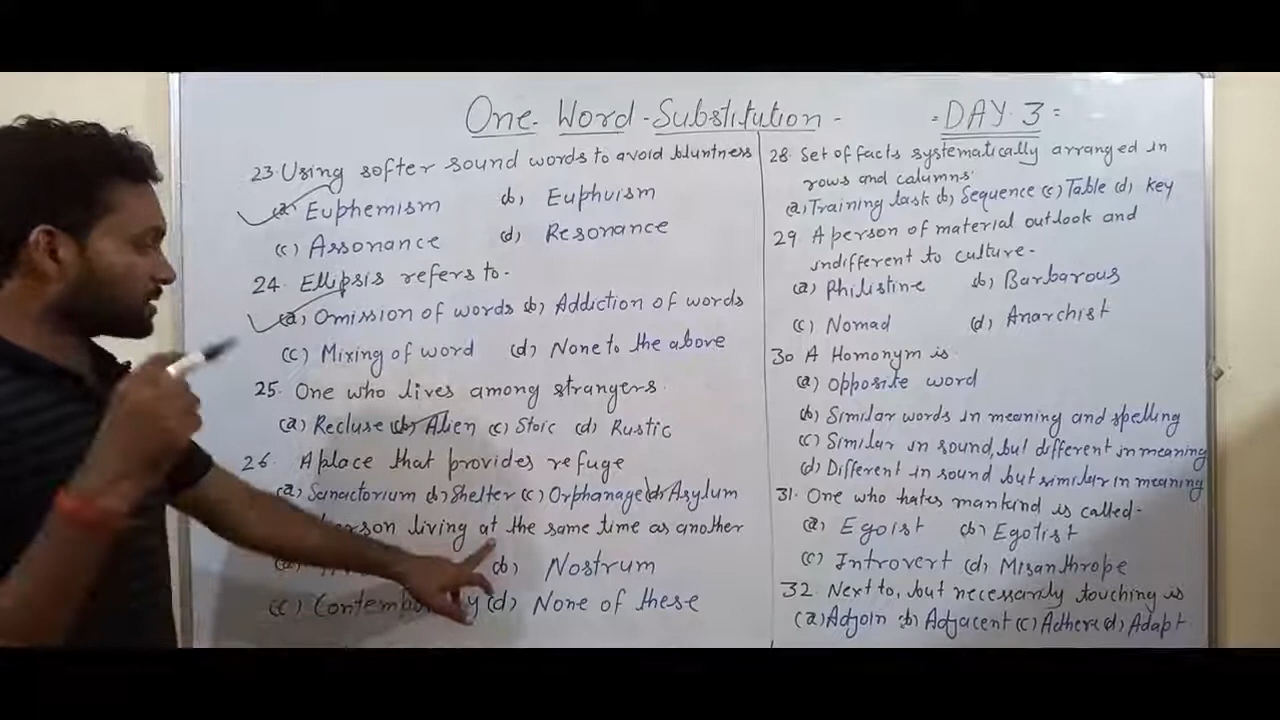 One Word Substitution - = DAY 3 =
23. Using softer sound words to avoid bluntness
(a) Euphemism (b) Euphuism
(c) Assonance (d) Resonance
24. Ellipsis refers to -
(a) Omission of words (b) Addiction of words
(c) Mixing of word (d) None to the above
25. One who lives among strangers.
(a) Recluse (b) Alien (c) Stoic (d) Rustic
26. A place that provides refuge
(a) Sanactorium (b) Shelter (c) Orphanage (d) Asylum
person living at the same time as another
(b) Nostrum
(c) (d) None of these
28. Set of facts systematically arranged in
rows and calumns.
(a) Training task (b) Sequence (c) Table (d) key
29. A person of material outlook and
indifferent to culture -
(a) Philistine (b) Barbarous
(c) Nomad (d) Anarchist
30. A Homonym is.
(a) opposite word
(b) Similar words in meaning and spelling
(c) Similar in sound, but different in meaning
(d) Different in sound but similar in meaning
31. One who hates mankind is called -
(a) Egoist (b) Egotist
(c) Introvert (d) Misanthrope
32. Next to, but necessarily touching is
(a) Adjoin (b) Adjacent (c) Adhere (d) Adapt